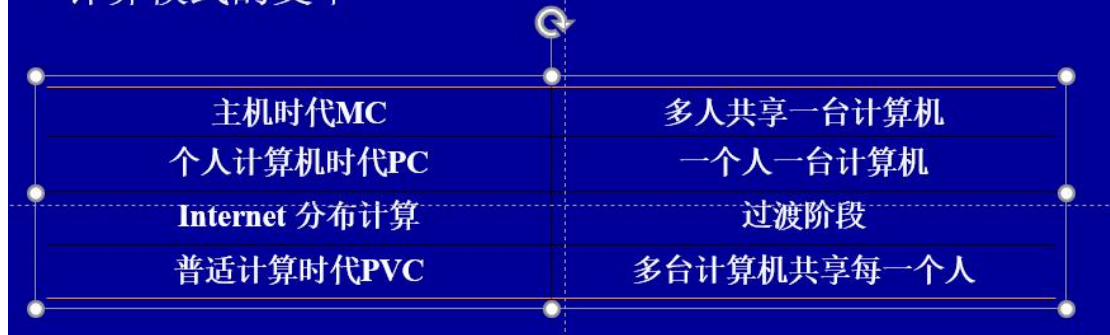 主机时代MC 多人共享一台计算机
个人计算机时代PC 一个人一台计算机
Internet 分布计算 过渡阶段
普适计算时代PVC 多台计算机共享每一个人